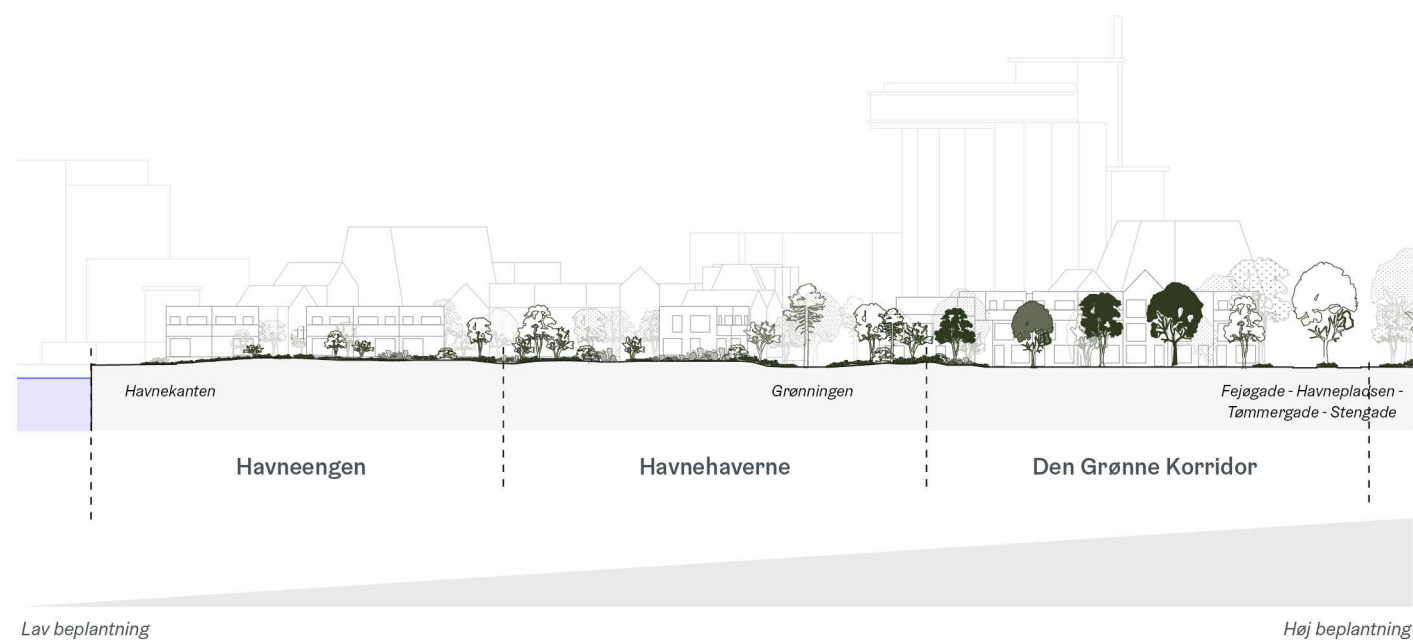 Havnekanten
Grønningen
Fejøgade - Havnepladsen -
Tømmergade - Stengade
Havneengen
Havnehaverne
Den Grønne Korridor
Lav beplantning
Høj beplantning